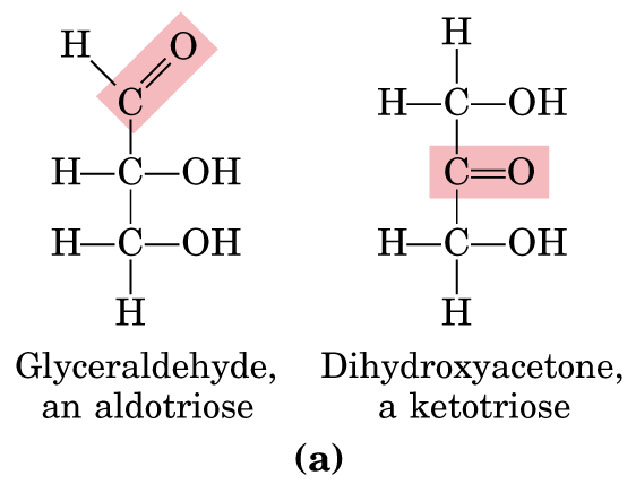 H O
C
H—C—OH
H—C—OH
H
Glyceraldehyde,
an aldotriose
H
H—C—OH
C=O
H—C—OH
H
Dihydroxyacetone,
a ketotriose
(a)